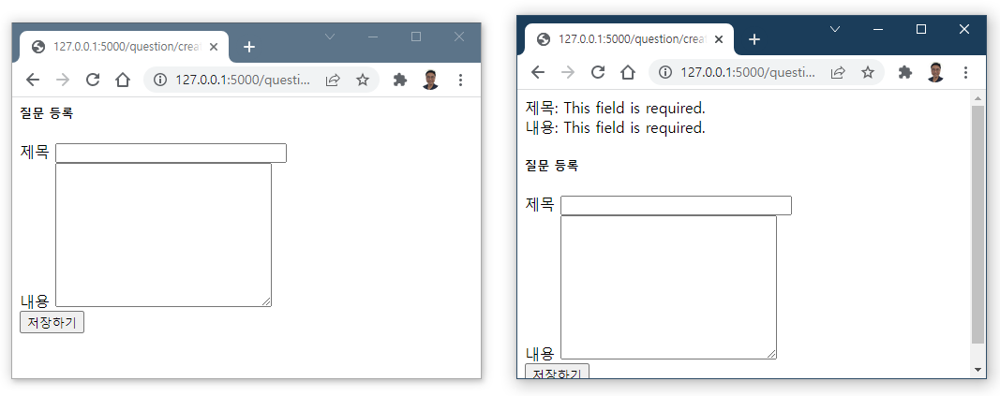 127.0.0.1:5000/question/crea
127.0.0.1:5000/questi...
질문 등록
제목
내용
저장하기
127.0.0.1:5000/question/crea
127.0.0.1:5000/questi...
제목: This field is required.
내용: This field is required.
질문 등록
제목
내용
저장하기